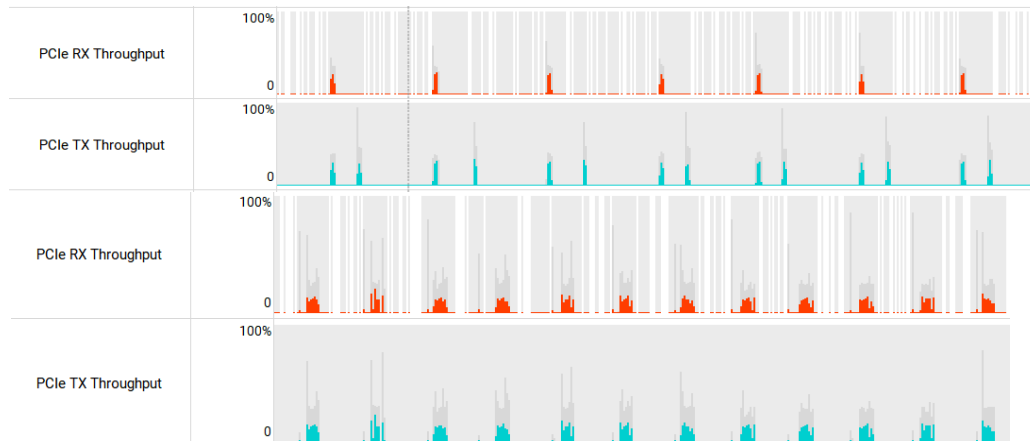 100%
PCIe RX Throughput
0
100%
PCIe TX Throughput
0
100%
PCIe RX Throughput
0
100%
PCIe TX Throughput
0